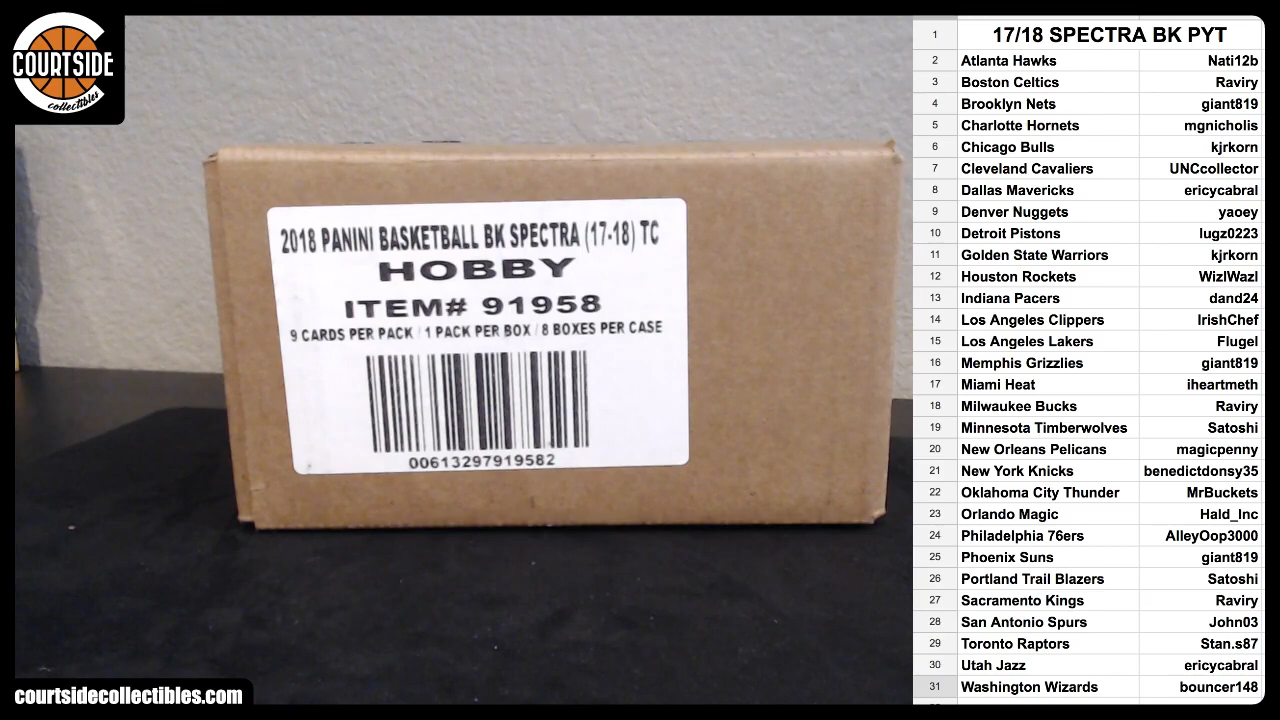 COURTSIDE
collectibles
2018 PANINI BASKETBALL BK SPECTRA (17-18) TC
HOBBY
ITEM# 91958
9 CARDS PER PACK / 1 PACK PER BOX / 8 BOXES PER CASE
00613297919582
courtsidecollectibles.com
1 17/18 SPECTRA BK PYT
2 Atlanta Hawks Nati12b
3 Boston Celtics Raviry
4 Brooklyn Nets giant819
5 Charlotte Hornets mgnicholis
6 Chicago Bulls kjrkorn
7 Cleveland Cavaliers UNCcollector
8 Dallas Mavericks ericycabral
9 Denver Nuggets yaoey
10 Detroit Pistons lugz0223
11 Golden State Warriors kjrkorn
12 Houston Rockets WizlWazl
13 Indiana Pacers dand24
14 Los Angeles Clippers IrishChef
15 Los Angeles Lakers Flugel
16 Memphis Grizzlies giant819
17 Miami Heat iheartmeth
18 Milwaukee Bucks Raviry
19 Minnesota Timberwolves Satoshi
20 New Orleans Pelicans magicpenny
21 New York Knicks benedictdonsy35
22 Oklahoma City Thunder MrBuckets
23 Orlando Magic Hald_Inc
24 Philadelphia 76ers AlleyOop3000
25 Phoenix Suns giant819
26 Portland Trail Blazers Satoshi
27 Sacramento Kings Raviry
28 San Antonio Spurs John03
29 Toronto Raptors Stan.s87
30 Utah Jazz ericycabral
31 Washington Wizards bouncer148